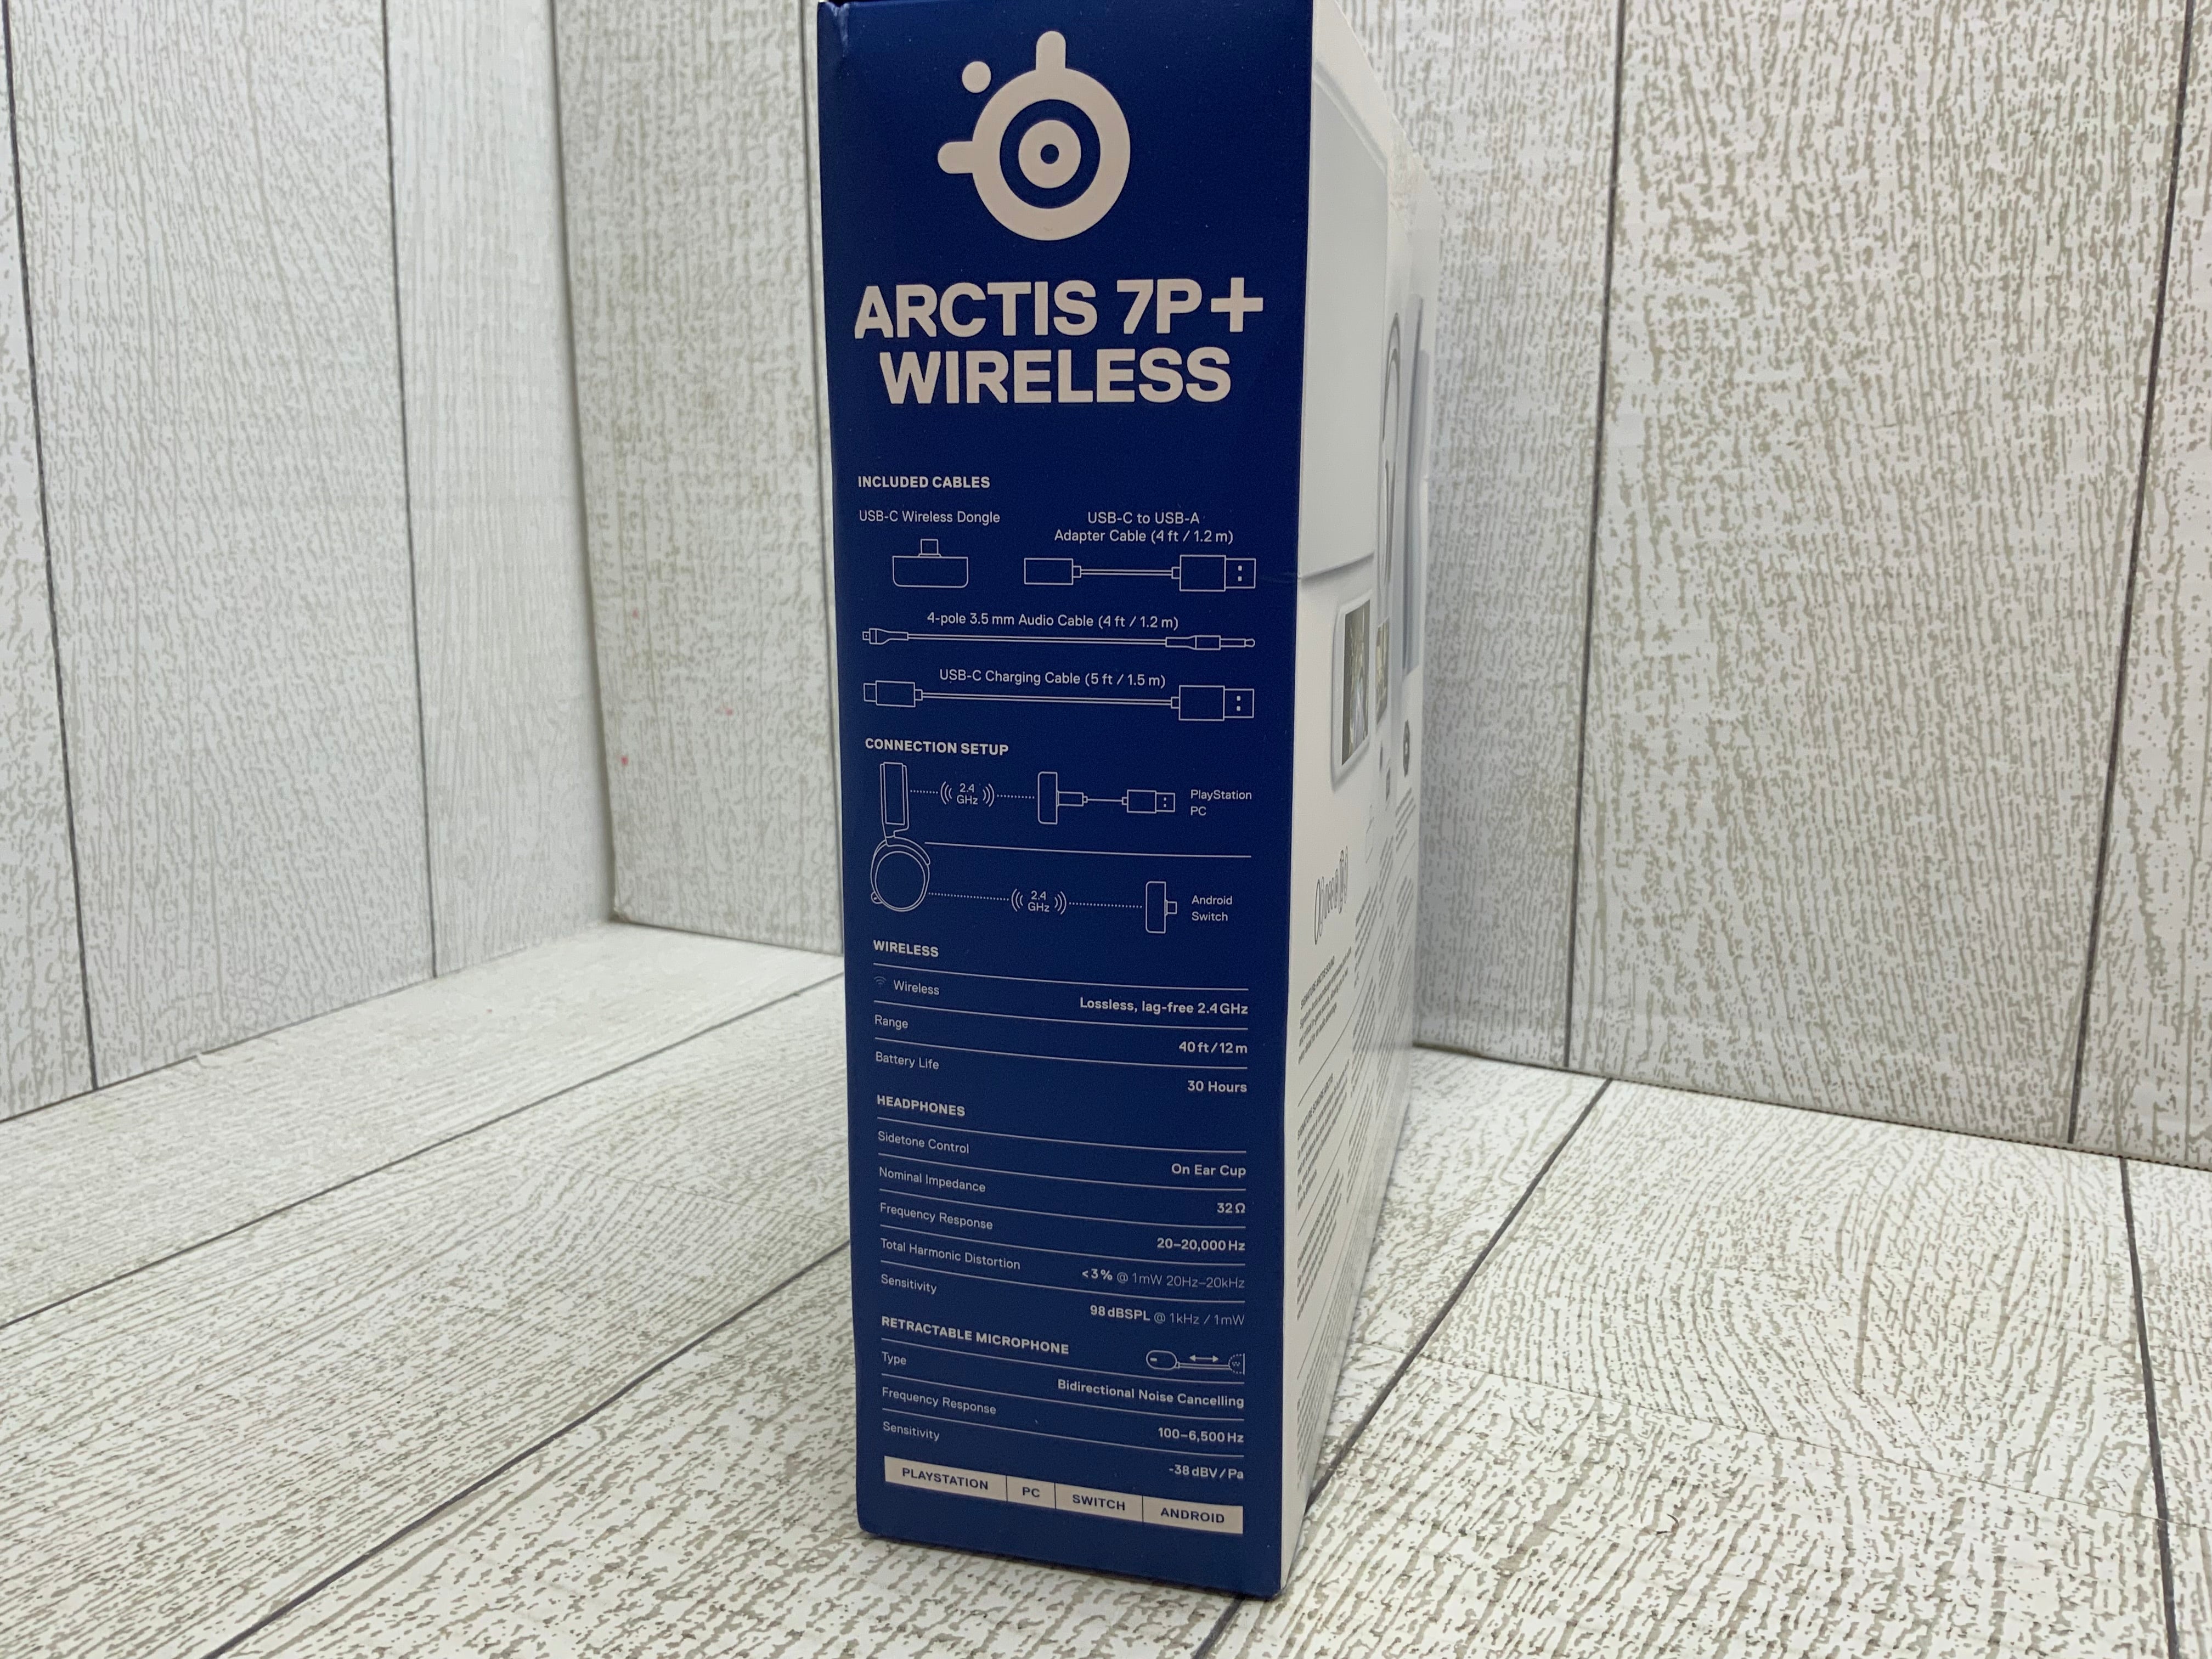 ARCTIS 7P+
WIRELESS
INCLUDED CABLES
USB-C Wireless Dongle
USB-C to USB-A
Adapter Cable (4 ft / 1.2 m)
4-pole 3.5 mm Audio Cable (4 ft / 1.2 m)
USB-C Charging Cable (5 ft / 1.5 m)
CONNECTION SETUP
2.4
GHz
PlayStation
PC
2.4
GHz
Android
Switch
WIRELESS
Wireless Lossless, lag-free 2.4GHz
Range 40 ft / 12 m
Battery Life 30 Hours
HEADPHONES
Sidetone Control On Ear Cup
Nominal Impedance 32 Ω
Frequency Response 20–20,000 Hz
Total Harmonic Distortion <3% @ 1mW 20Hz–20kHz
Sensitivity 98 dBSPL @ 1kHz / 1mW
RETRACTABLE MICROPHONE
Type Bidirectional Noise Cancelling
Frequency Response 100–6,500 Hz
Sensitivity -38 dBV / Pa
PLAYSTATION PC SWITCH ANDROID